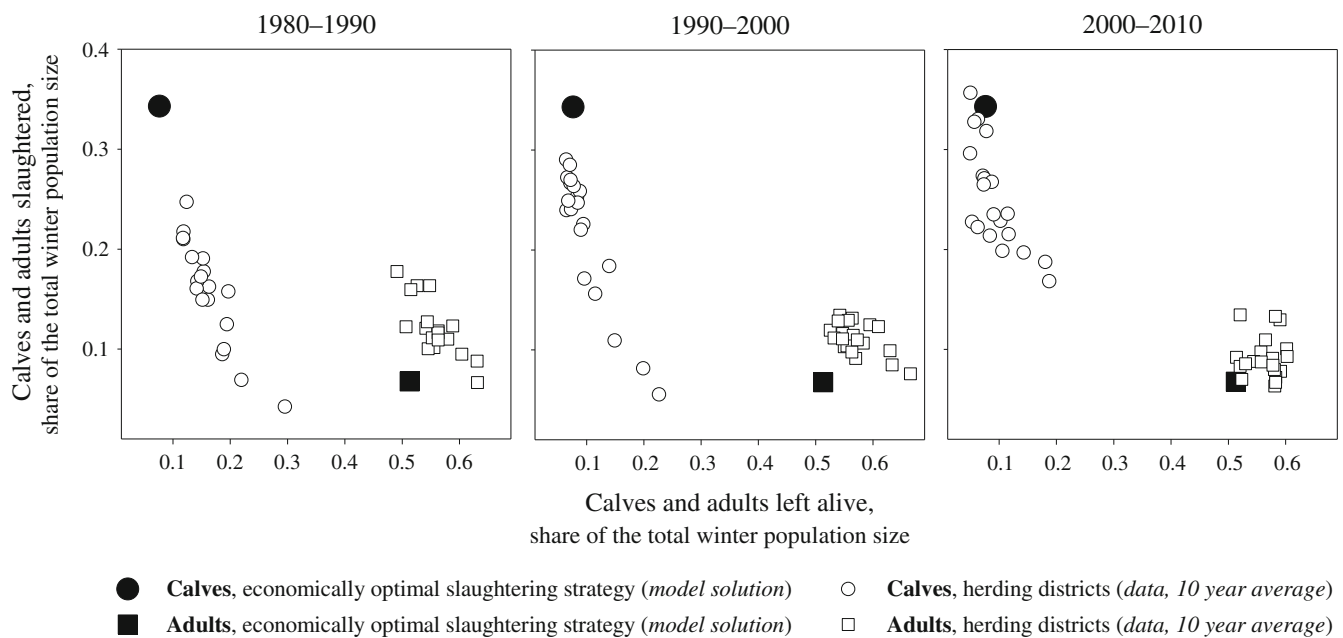 1980–1990
1990–2000
2000–2010
Calves and adults slaughtered,
share of the total winter population size
0.4
0.3
0.2
0.1
0.1 0.2 0.3 0.4 0.5 0.6
0.1 0.2 0.3 0.4 0.5 0.6
0.1 0.2 0.3 0.4 0.5 0.6
Calves and adults left alive,
share of the total winter population size
Calves, economically optimal slaughtering strategy (model solution)
Calves, herding districts (data, 10 year average)
Adults, economically optimal slaughtering strategy (model solution)
Adults, herding districts (data, 10 year average)